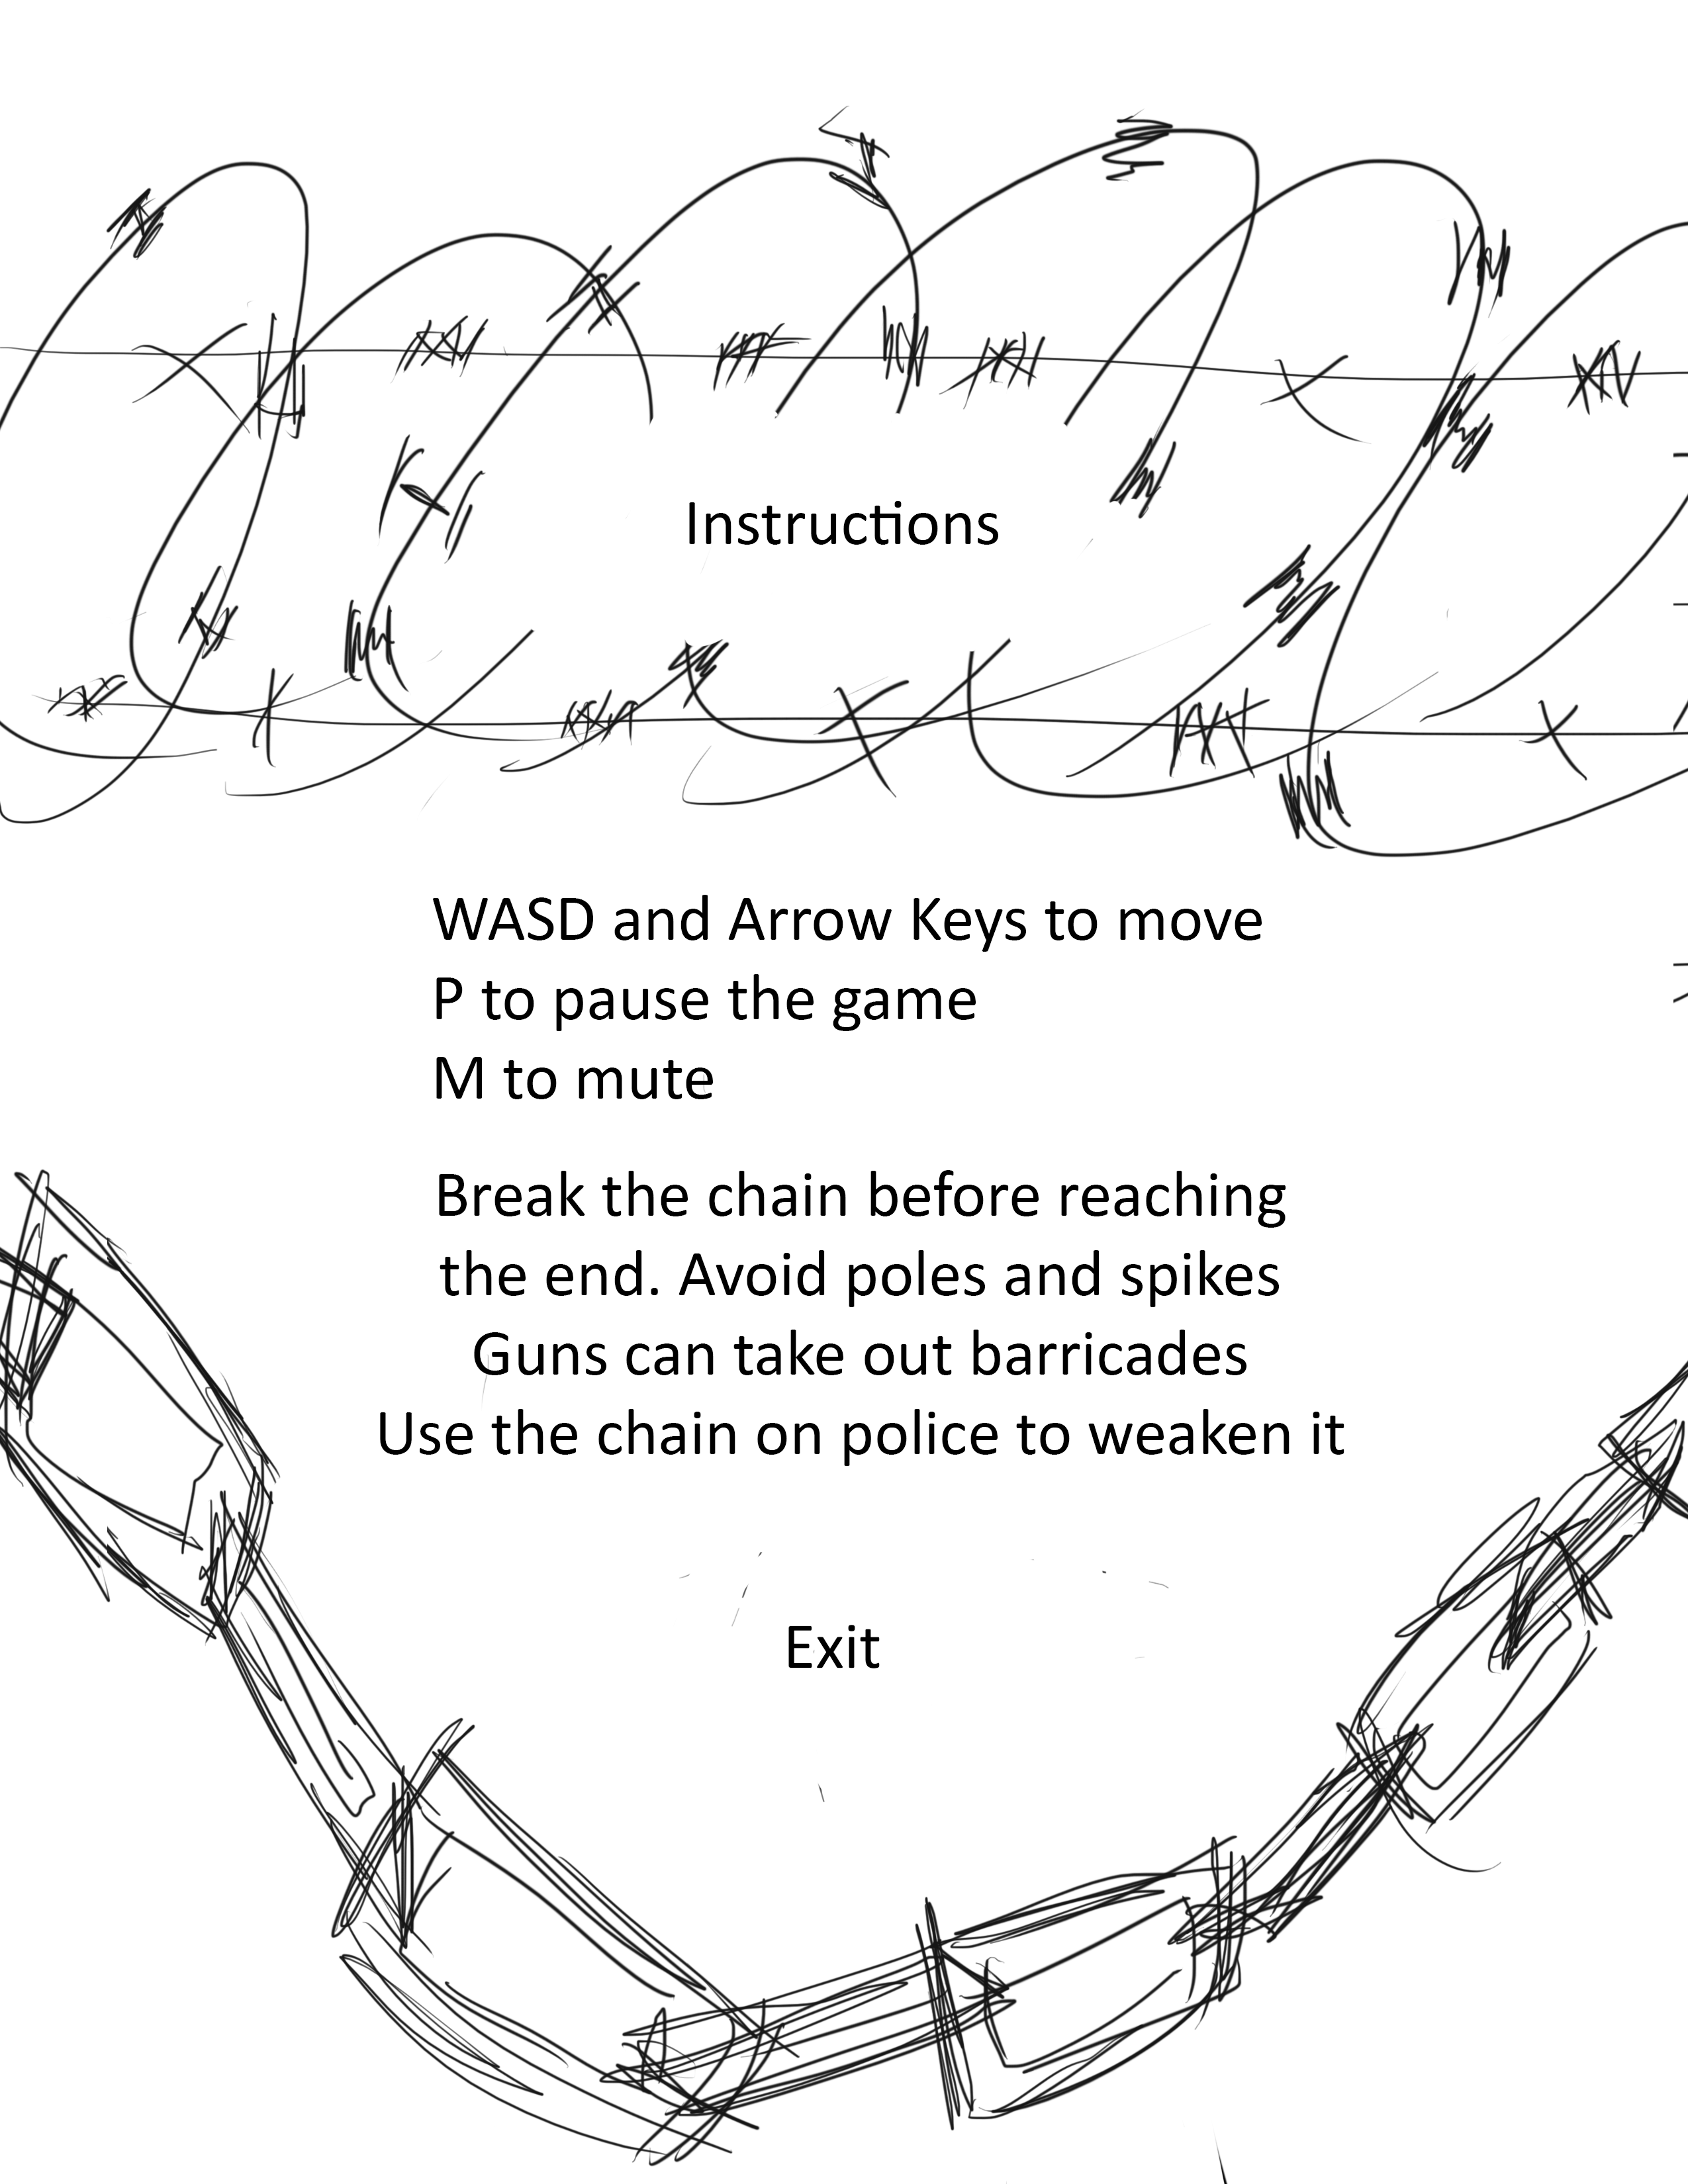 Instructions
WASD and Arrow Keys to move
P to pause the game
M to mute
Break the chain before reaching
the end. Avoid poles and spikes
Guns can take out barricades
Use the chain on police to weaken it
Exit